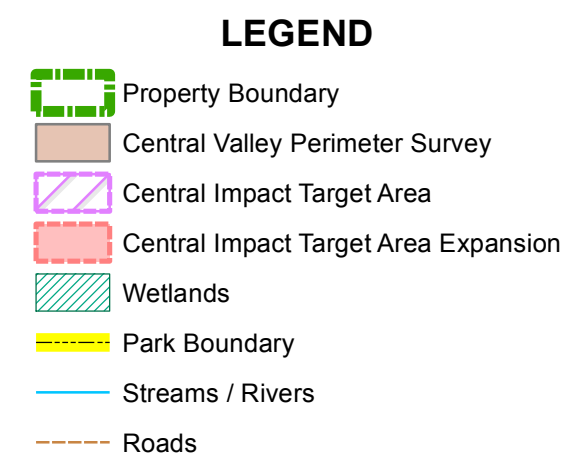 LEGEND
Property Boundary
Central Valley Perimeter Survey
Central Impact Target Area
Central Impact Target Area Expansion
Wetlands
Park Boundary
Streams / Rivers
Roads